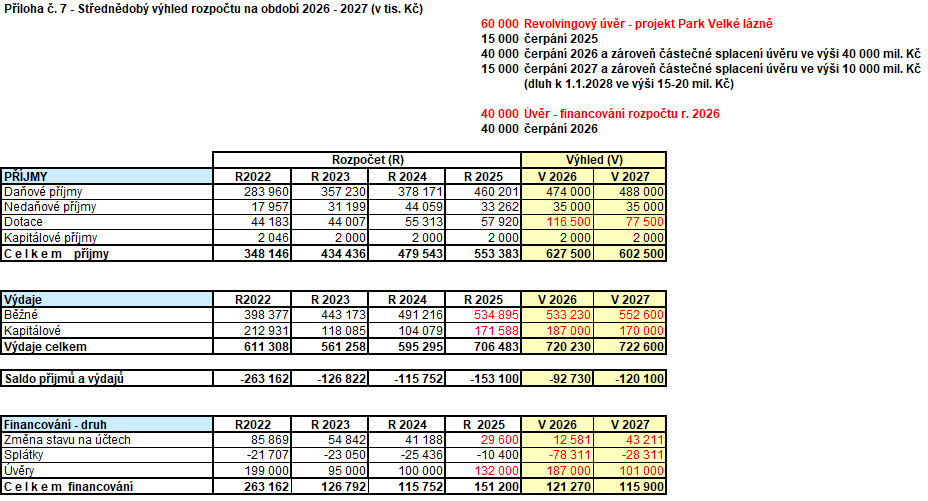 Příloha č. 7 - Střednědobý výhled rozpočtu na období 2026 - 2027 (v tis. Kč)
60 000 Revolvingový úvěr - projekt Park Velké lázně
15 000 čerpání 2025
40 000 čerpání 2026 a zároveň částečné splacení úvěru ve výši 40 000 mil. Kč
15 000 čerpání 2027 a zároveň částečné splacení úvěru ve výši 10 000 mil. Kč
(dluh k 1.1.2028 ve výši 15-20 mil. Kč)
40 000 Úvěr - financování rozpočtu r. 2026
40 000 čerpání 2026
Rozpočet (R) Výhled (V)
PŘÍJMY R2022 R 2023 R 2024 R 2025 V 2026 V 2027
Daňové příjmy 283 960 357 230 378 171 460 201 474 000 488 000
Nedaňové příjmy 17 957 31 199 44 059 33 262 35 000 35 000
Dotace 44 183 44 007 55 313 57 920 116 500 77 500
Kapitálové příjmy 2 046 2 000 2 000 2 000 2 000 2 000
C e l k e m příjmy 348 146 434 436 479 543 553 383 627 500 602 500
Výdaje R2022 R 2023 R 2024 R 2025 V 2026 V 2027
Běžné 398 377 443 173 491 216 534 895 533 230 552 600
Kapitálové 212 931 118 085 104 079 171 588 187 000 170 000
Výdaje celkem 611 308 561 258 595 295 706 483 720 230 722 600
Saldo příjmů a výdajů -263 162 -126 822 -115 752 -153 100 -92 730 -120 100
Financování - druh R2022 R 2023 R 2024 R 2025 V 2026 V 2027
Změna stavu na účtech 85 869 54 842 41 188 29 600 12 581 43 211
Splátky -21 707 -23 050 -25 436 -10 400 -78 311 -28 311
Úvěry 199 000 95 000 100 000 132 000 187 000 101 000
C e l k e m financování 263 162 126 792 115 752 151 200 121 270 115 900